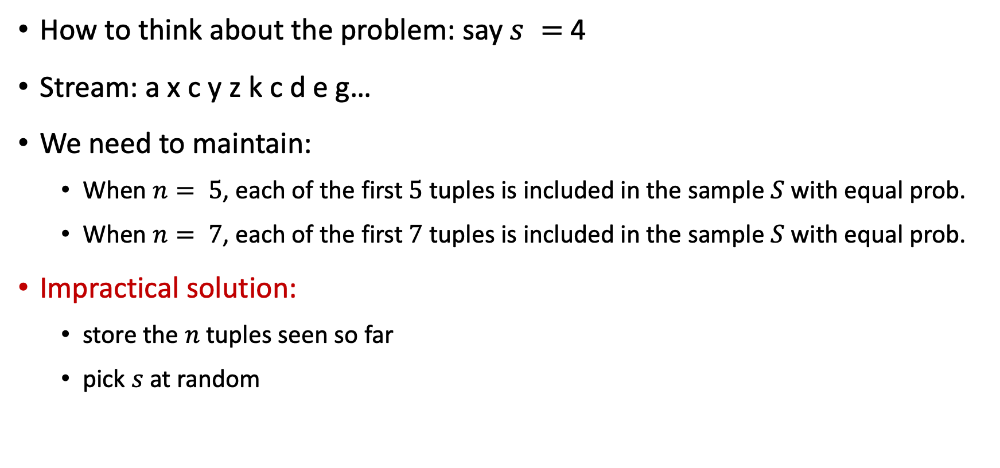 • How to think about the problem: say s = 4
• Stream: a x c y z k c d e g...
• We need to maintain:
• When n = 5, each of the first 5 tuples is included in the sample S with equal prob.
• When n = 7, each of the first 7 tuples is included in the sample S with equal prob.
• Impractical solution:
• store the n tuples seen so far
• pick s at random